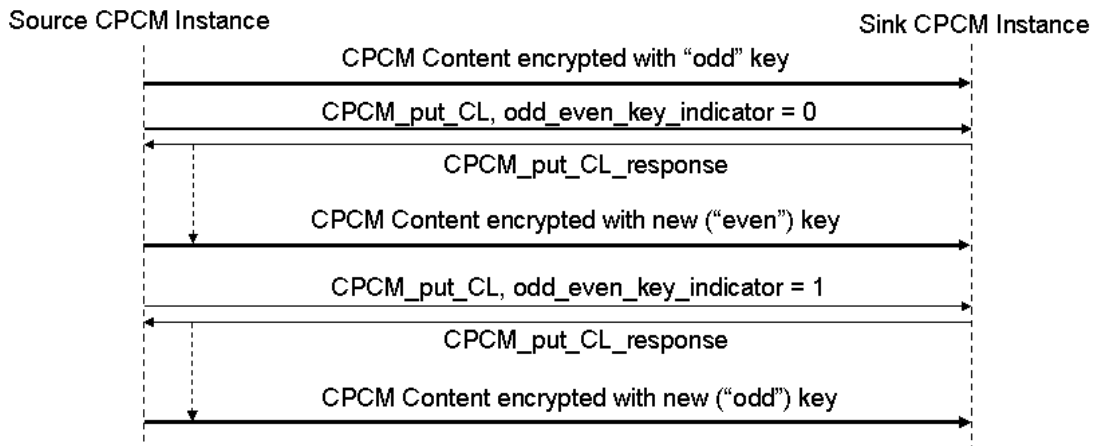 Source CPCM Instance
Sink CPCM Instance
CPCM Content encrypted with “odd” key
CPCM_put_CL, odd_even_key_indicator = 0
CPCM_put_CL_response
CPCM Content encrypted with new (“even”) key
CPCM_put_CL, odd_even_key_indicator = 1
CPCM_put_CL_response
CPCM Content encrypted with new (“odd”) key